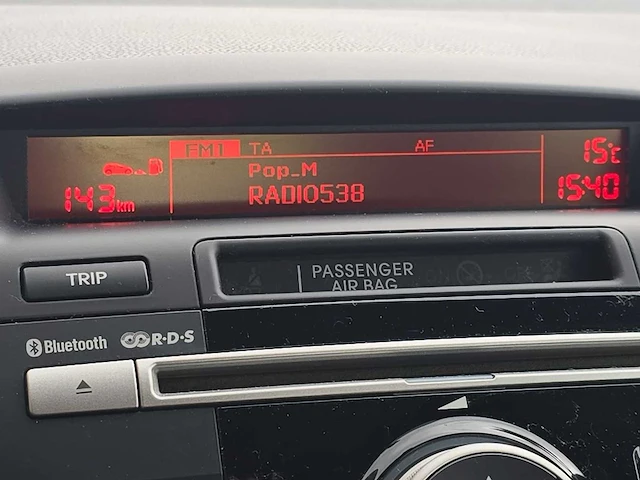 FM1 TA AF 15°C
Pop_M
143km RADIO538 15:40
TRIP
PASSENGER
AIR BAG
Bluetooth R·D·S